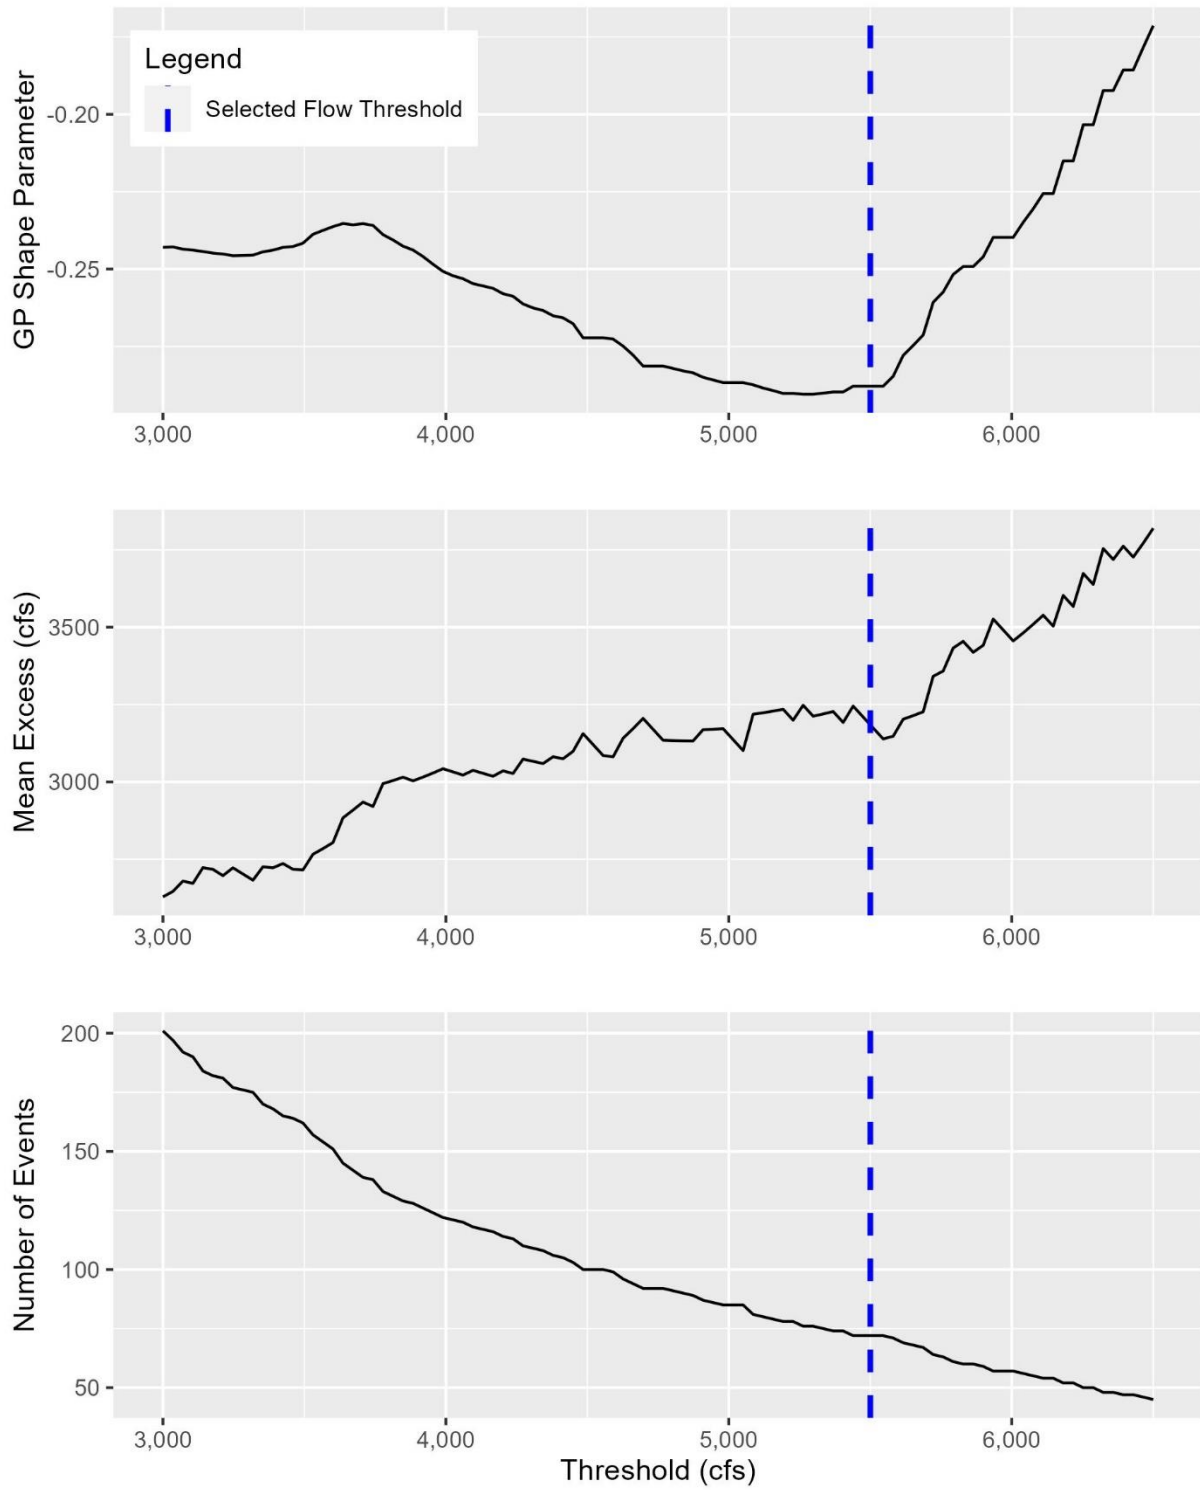 Legend
Selected Flow Threshold
GP Shape Parameter
-0.20
-0.25
3,000 4,000 5,000 6,000
Mean Excess (cfs)
3500
3000
3,000 4,000 5,000 6,000
Number of Events
200
150
100
50
3,000 4,000 5,000 6,000
Threshold (cfs)